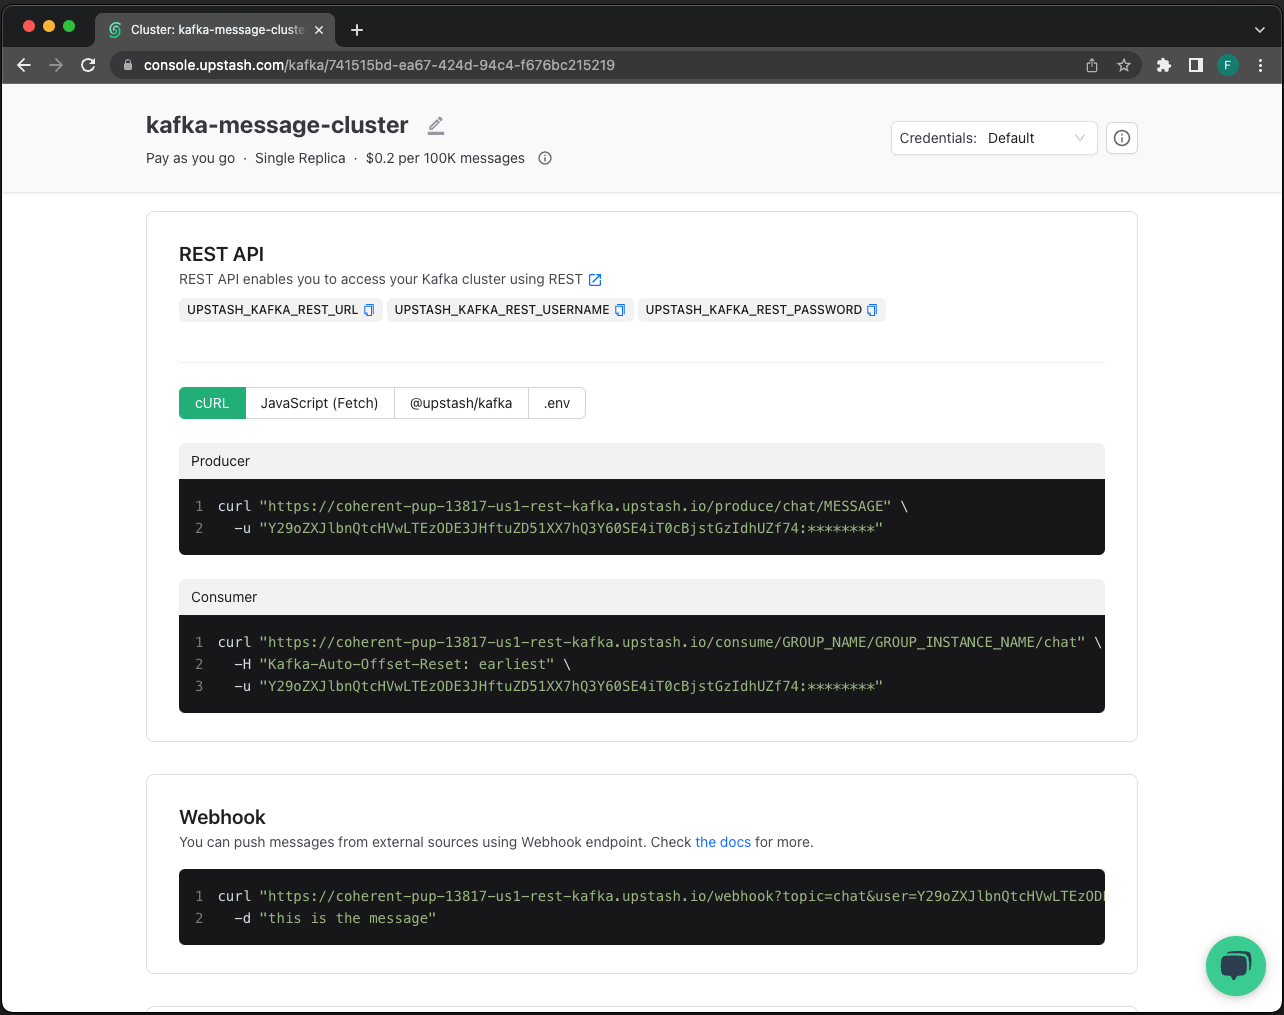 Cluster: kafka-message-cluste
console.upstash.com/kafka/741515bd-ea67-424d-94c4-f676bc215219
F
kafka-message-cluster
Pay as you go · Single Replica · $0.2 per 100K messages
Credentials: Default
REST API
REST API enables you to access your Kafka cluster using REST
UPSTASH_KAFKA_REST_URL UPSTASH_KAFKA_REST_USERNAME UPSTASH_KAFKA_REST_PASSWORD
cURL JavaScript (Fetch) @upstash/kafka .env
Producer
1 curl "https://coherent-pup-13817-us1-rest-kafka.upstash.io/produce/chat/MESSAGE" \
2 -u "Y29oZXJlbnQtcHVwLTEzODE3JHftuZD51XX7hQ3Y60SE4iT0cBjstGzIdhUZf74:********"
Consumer
1 curl "https://coherent-pup-13817-us1-rest-kafka.upstash.io/consume/GROUP_NAME/GROUP_INSTANCE_NAME/chat" \
2 -H "Kafka-Auto-Offset-Reset: earliest" \
3 -u "Y29oZXJlbnQtcHVwLTEzODE3JHftuZD51XX7hQ3Y60SE4iT0cBjstGzIdhUZf74:********"
Webhook
You can push messages from external sources using Webhook endpoint. Check the docs for more.
1 curl "https://coherent-pup-13817-us1-rest-kafka.upstash.io/webhook?topic=chat&user=Y29oZXJlbnQtcHVwLTEzOD
2 -d "this is the message"